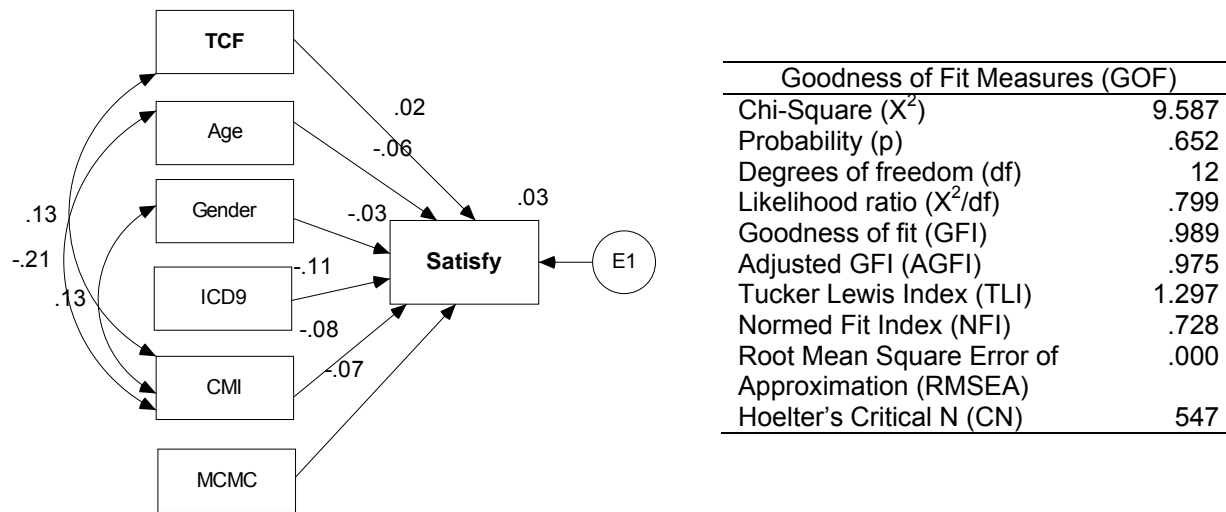 TCF
.02
Age
-.06
Gender
.13
-.03
.03
-.21
-.11
Satisfy
E1
.13
ICD9
-.08
CMI
-.07
MCMC
Goodness of Fit Measures (GOF)
Chi-Square (X²) 9.587
Probability (p) .652
Degrees of freedom (df) 12
Likelihood ratio (X²/df) .799
Goodness of fit (GFI) .989
Adjusted GFI (AGFI) .975
Tucker Lewis Index (TLI) 1.297
Normed Fit Index (NFI) .728
Root Mean Square Error of .000
Approximation (RMSEA)
Hoelter’s Critical N (CN) 547